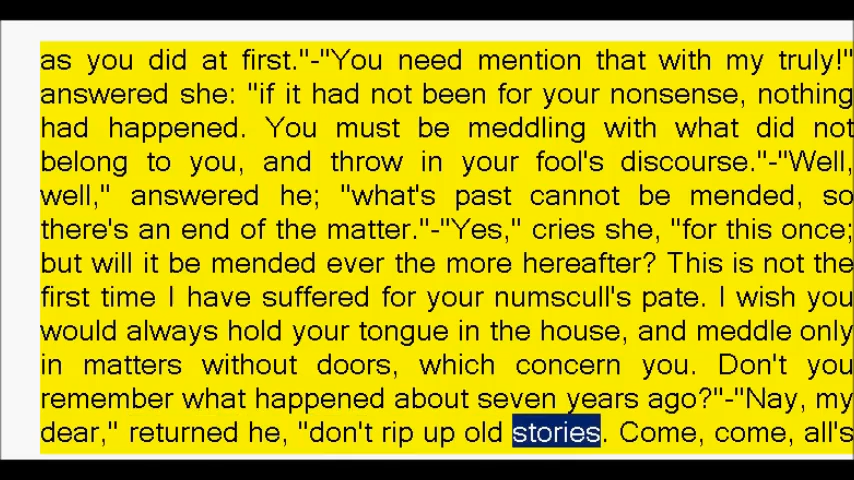 as you did at first."-"You need mention that with my truly!"
answered she: "if it had not been for your nonsense, nothing
had happened. You must be meddling with what did not
belong to you, and throw in your fool's discourse."-"Well,
well," answered he; "what's past cannot be mended, so
there's an end of the matter."-"Yes," cries she, "for this once;
but will it be mended ever the more hereafter? This is not the
first time I have suffered for your numscull's pate. I wish you
would always hold your tongue in the house, and meddle only
in matters without doors, which concern you. Don't you
remember what happened about seven years ago?"-"Nay, my
dear," returned he, "don't rip up old stories. Come, come, all's